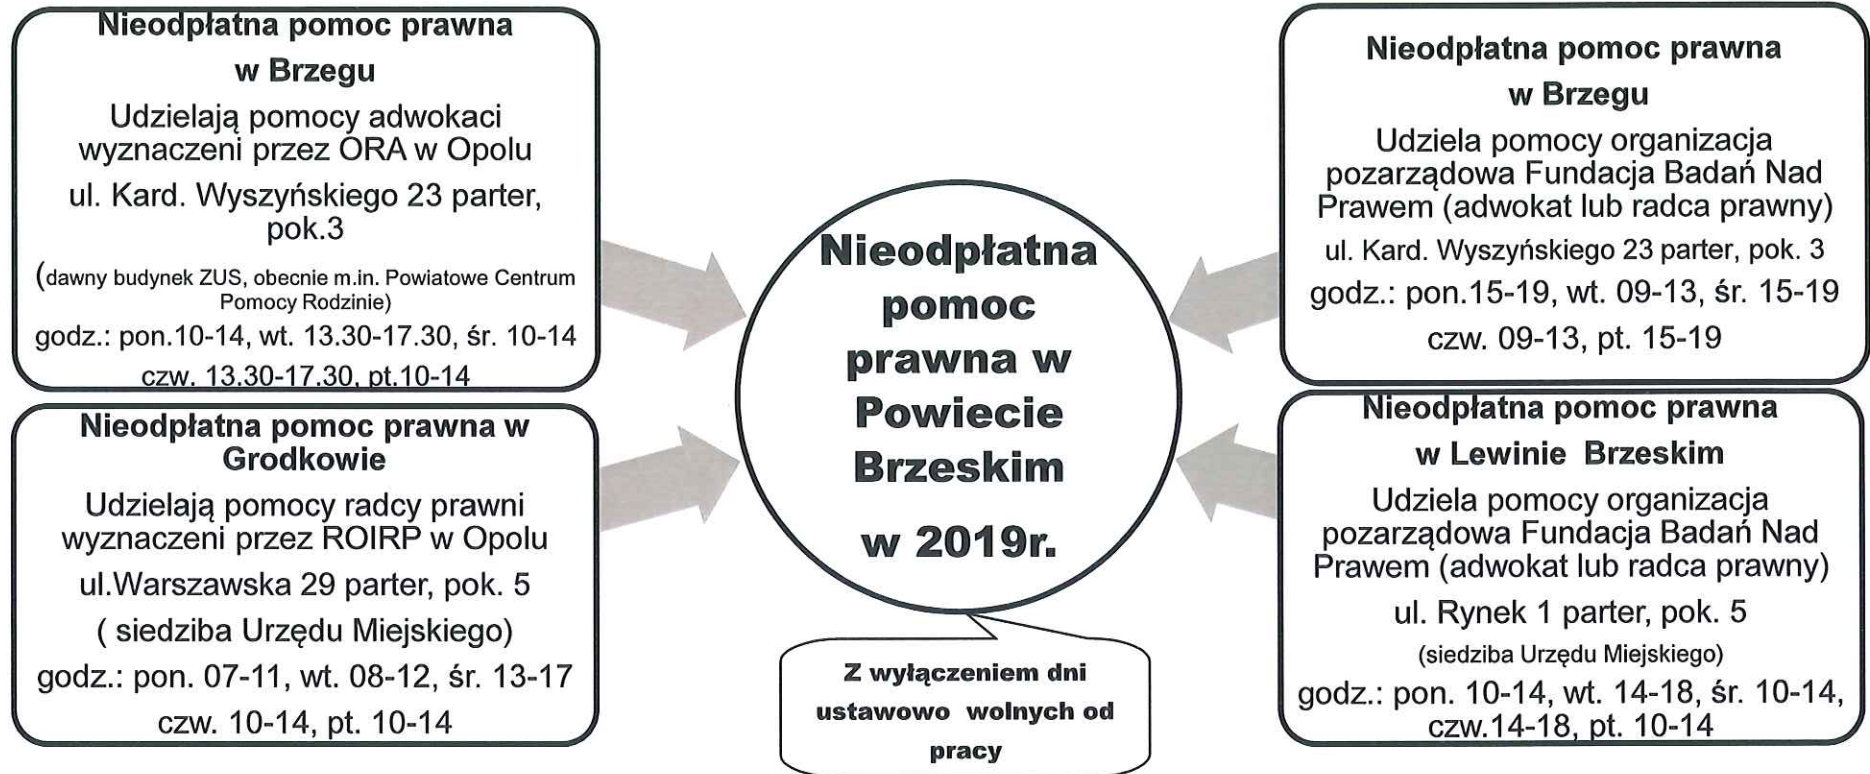 Nieodpłatna pomoc prawna
w Brzegu
Udzielają pomocy adwokaci
wyznaczeni przez ORA w Opolu
ul. Kard. Wyszyńskiego 23 parter,
pok.3
(dawny budynek ZUS, obecnie m.in. Powiatowe Centrum
Pomocy Rodzinie)
godz.: pon.10-14, wt. 13.30-17.30, śr. 10-14
czw. 13.30-17.30, pt.10-14
Nieodpłatna pomoc prawna w
Grodkowie
Udzielają pomocy radcy prawni
wyznaczeni przez ROIRP w Opolu
ul.Warszawska 29 parter, pok. 5
( siedziba Urzędu Miejskiego)
godz.: pon. 07-11, wt. 08-12, śr. 13-17
czw. 10-14, pt. 10-14
Nieodpłatna
pomoc
prawna w
Powiecie
Brzeskim
w 2019r.
Z wyłączeniem dni
ustawowo wolnych od
pracy
Nieodpłatna pomoc prawna
w Brzegu
Udziela pomocy organizacja
pozarządowa Fundacja Badań Nad
Prawem (adwokat lub radca prawny)
ul. Kard. Wyszyńskiego 23 parter, pok. 3
godz.: pon.15-19, wt. 09-13, śr. 15-19
czw. 09-13, pt. 15-19
Nieodpłatna pomoc prawna
w Lewinie Brzeskim
Udziela pomocy organizacja
pozarządowa Fundacja Badań Nad
Prawem (adwokat lub radca prawny)
ul. Rynek 1 parter, pok. 5
(siedziba Urzędu Miejskiego)
godz.: pon. 10-14, wt. 14-18, śr. 10-14,
czw.14-18, pt. 10-14